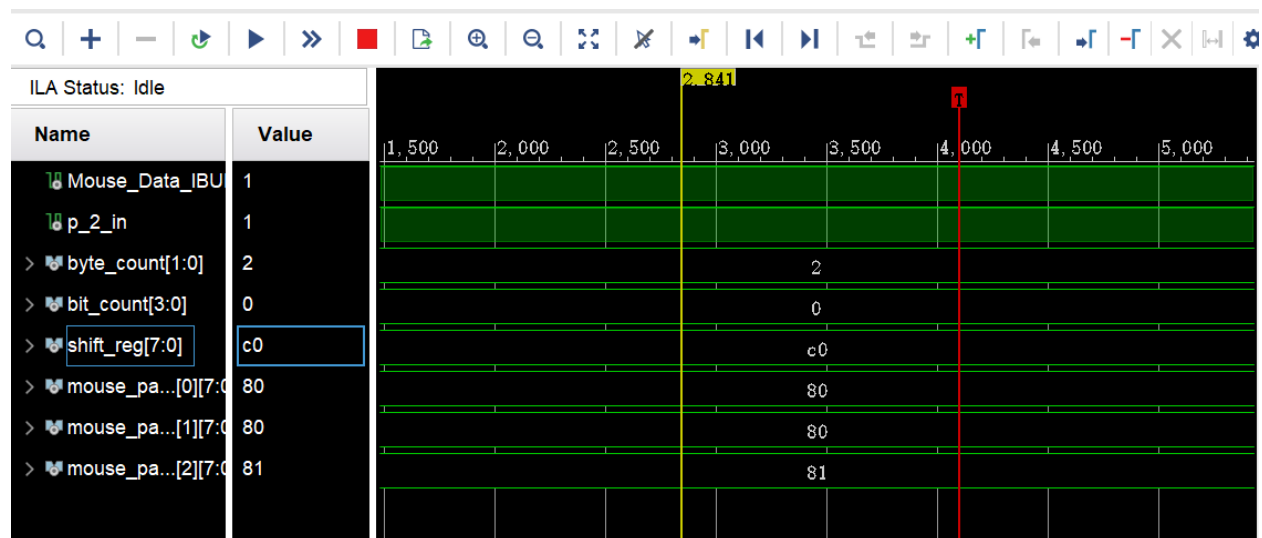 ILA Status: Idle
2,841
T
Name Value
1,500 2,000 2,500 3,000 3,500 4,000 4,500 5,000
Mouse_Data_IBU 1
p_2_in 1
byte_count[1:0] 2 2
bit_count[3:0] 0 0
shift_reg[7:0] c0 c0
mouse_pa...[0][7:0 80 80
mouse_pa...[1][7:0 80 80
mouse_pa...[2][7:0 81 81